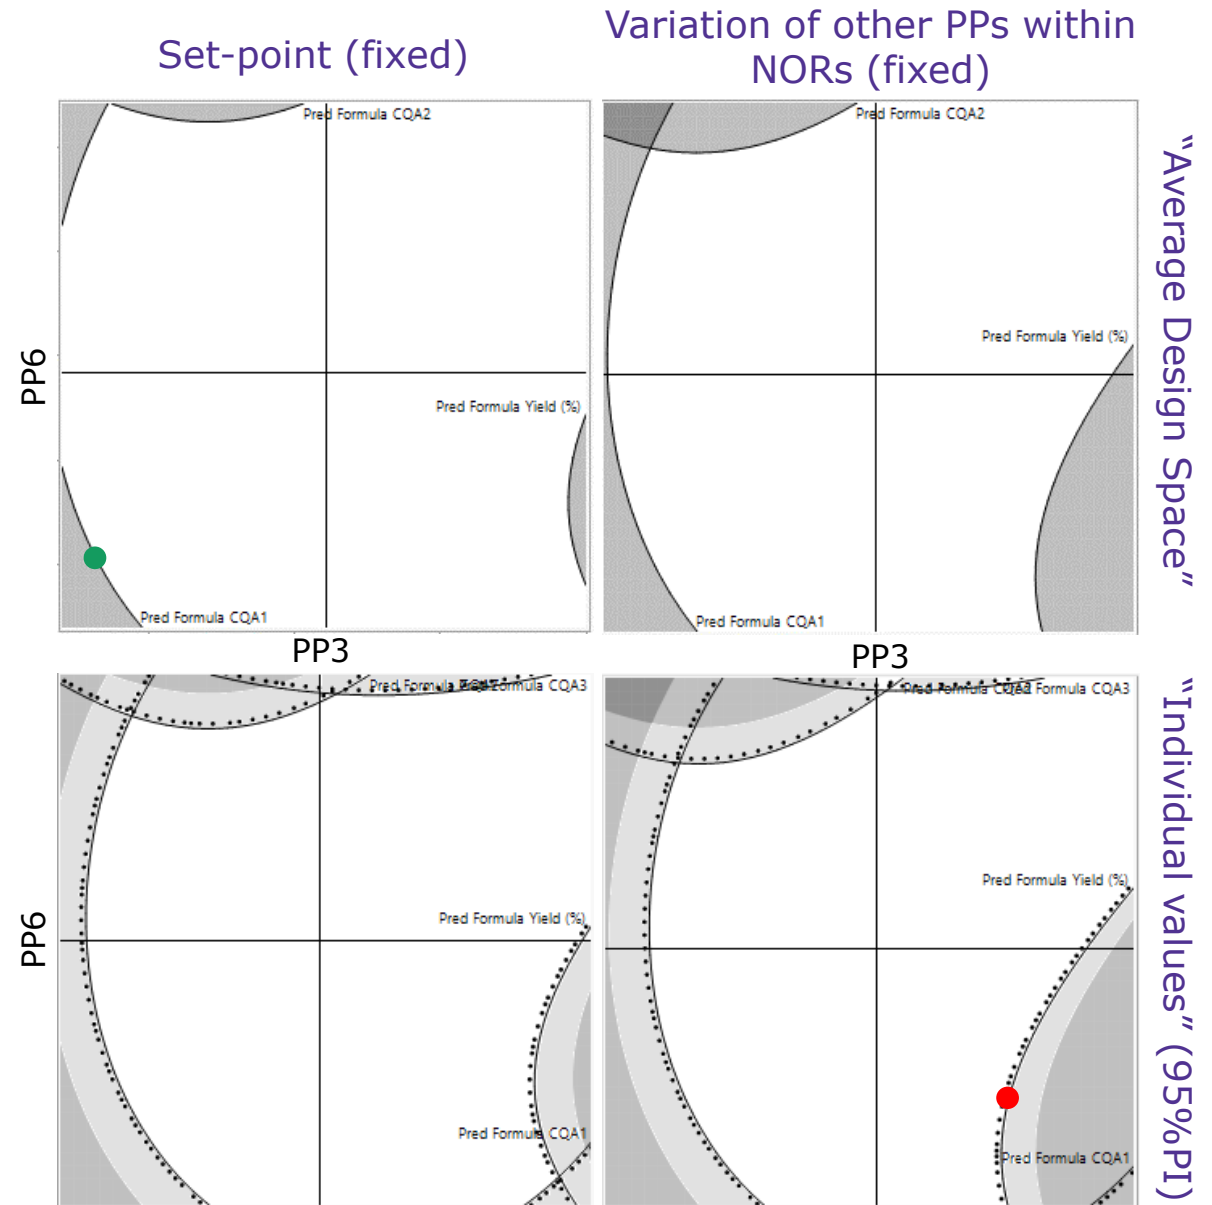 Set-point (fixed)
Variation of other PPs within
NORs (fixed)
Pred Formula CQA2
Pred Formula CQA2
"Average Design Space"
Pred Formula Yield (%)
PP6
Pred Formula Yield (%)
Pred Formula CQA1
Pred Formula CQA1
PP3
PP3
Pred Formula CQA3
Formula CQA3
"Individual values" (95%PI)
Pred Formula Yield (%)
PP6
Pred Formula Yield (%)
Pred Formula CQA1
Pred Formula CQA1